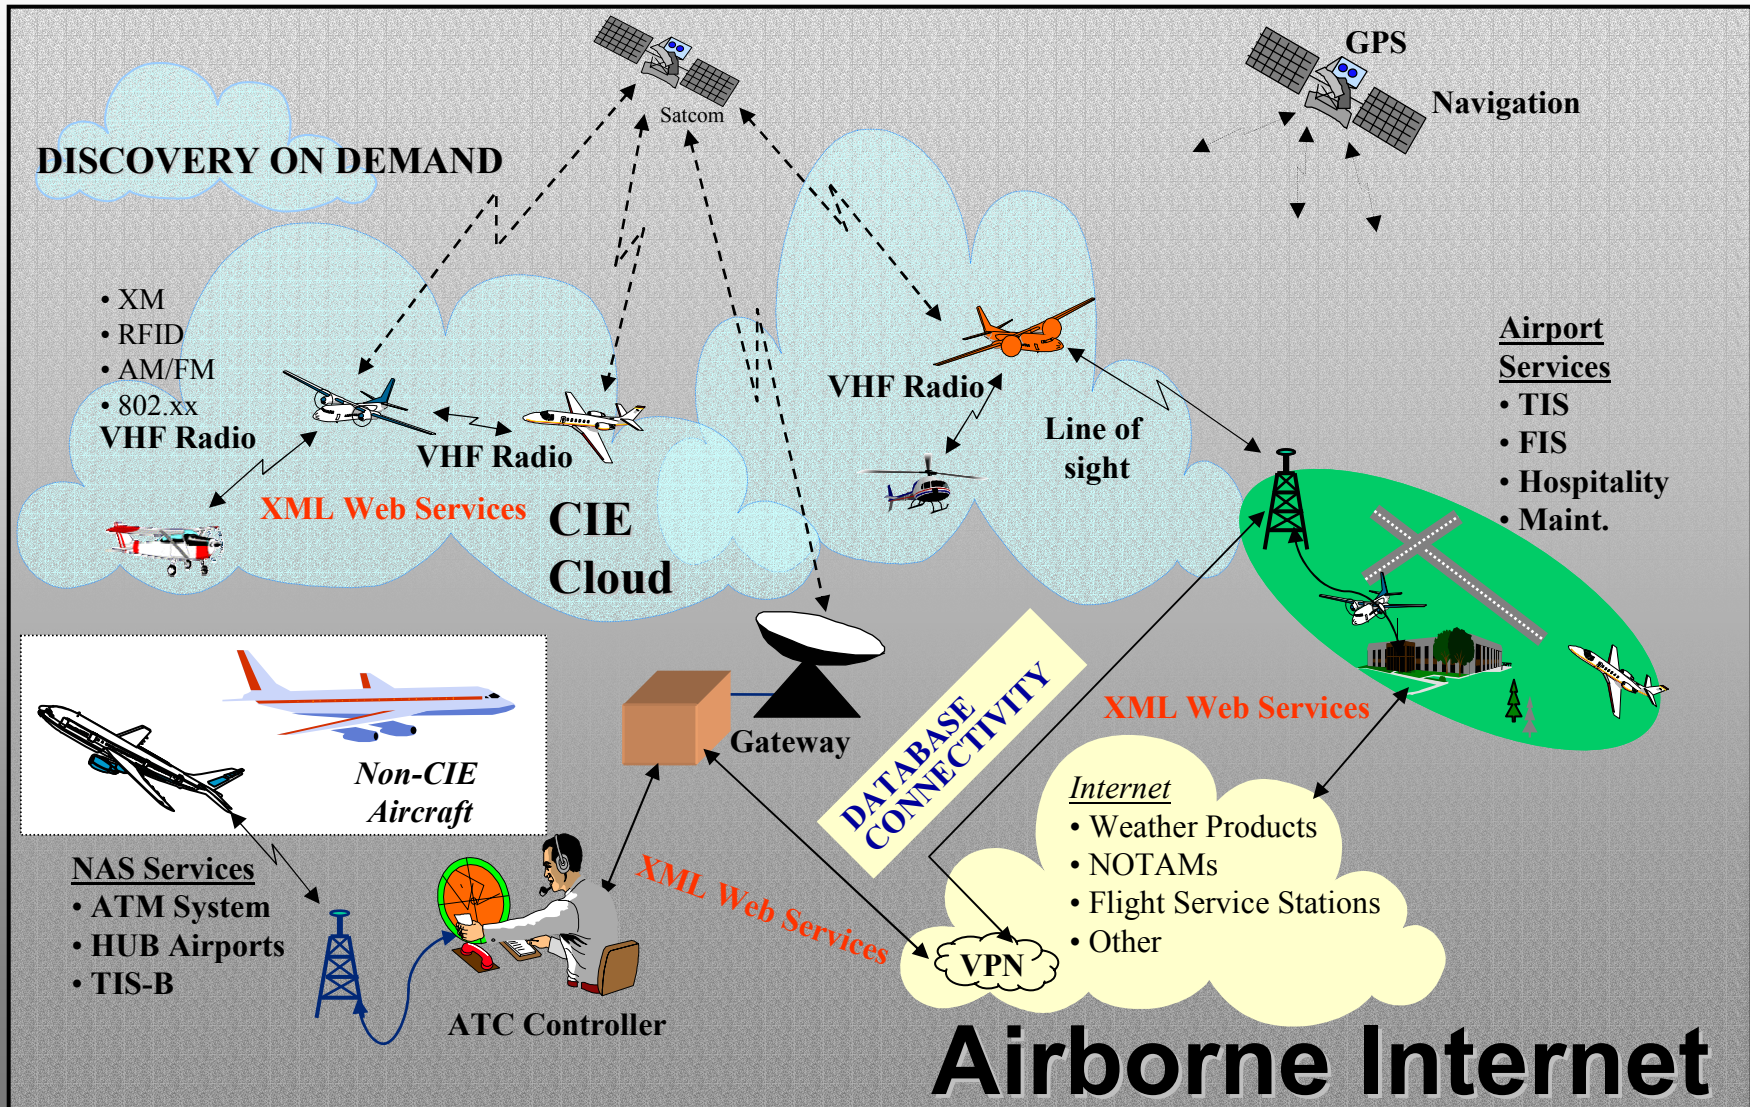 GPS
Navigation
Satcom
DISCOVERY ON DEMAND
• XM
• RFID
• AM/FM
• 802.xx
VHF Radio
VHF Radio
XML Web Services
CIE
Cloud
VHF Radio
Line of
sight
Airport
Services
• TIS
• FIS
• Hospitality
• Maint.
Non-CIE
Aircraft
Gateway
DATABASE
CONNECTIVITY
XML Web Services
NAS Services
• ATM System
• HUB Airports
• TIS-B
ATC Controller
XML Web Services
Internet
• Weather Products
• NOTAMs
• Flight Service Stations
• Other
VPN
Airborne Internet